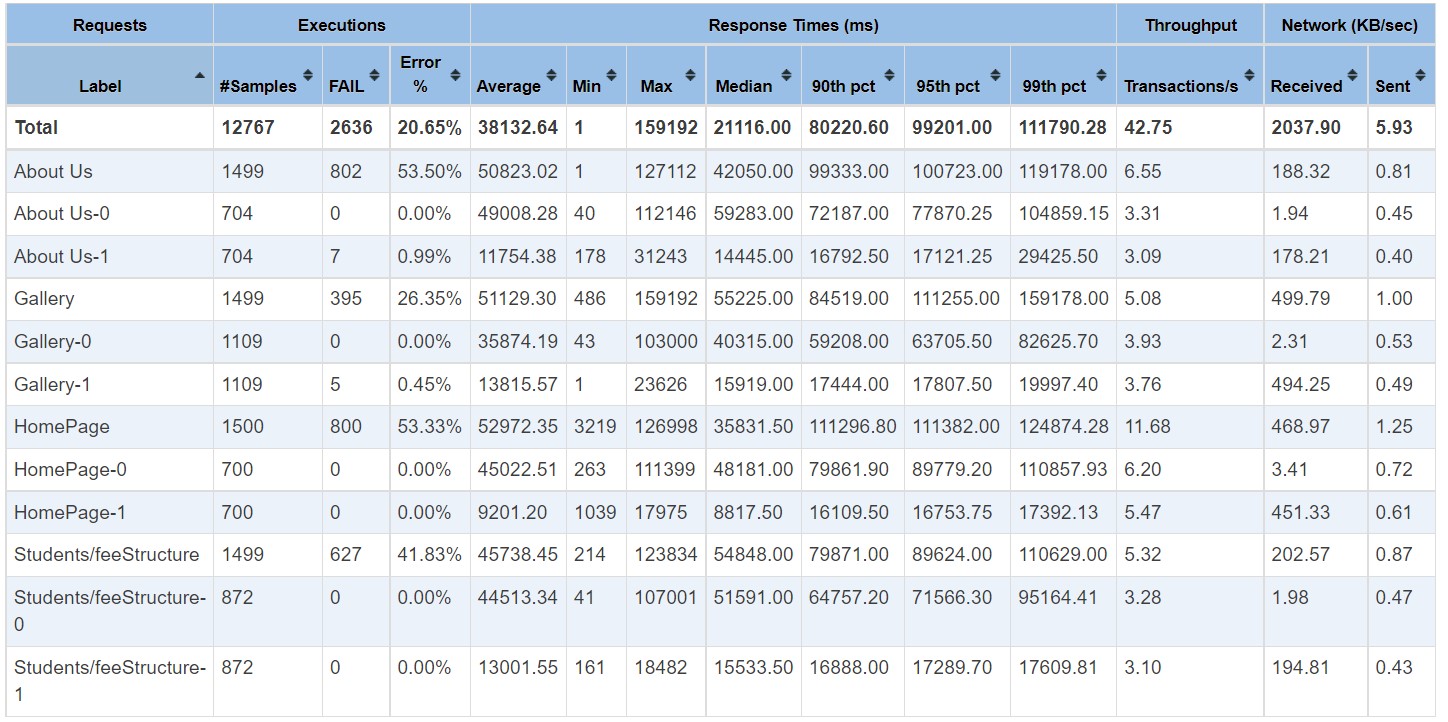 Requests Executions Response Times (ms) Throughput Network (KB/sec)
Label #Samples FAIL Error % Average Min Max Median 90th pct 95th pct 99th pct Transactions/s Received Sent
Total 12767 2636 20.65% 38132.64 1 159192 21116.00 80220.60 99201.00 111790.28 42.75 2037.90 5.93
About Us 1499 802 53.50% 50823.02 1 127112 42050.00 99333.00 100723.00 119178.00 6.55 188.32 0.81
About Us-0 704 0 0.00% 49008.28 40 112146 59283.00 72187.00 77870.25 104859.15 3.31 1.94 0.45
About Us-1 704 7 0.99% 11754.38 178 31243 14445.00 16792.50 17121.25 29425.50 3.09 178.21 0.40
Gallery 1499 395 26.35% 51129.30 486 159192 55225.00 84519.00 111255.00 159178.00 5.08 499.79 1.00
Gallery-0 1109 0 0.00% 35874.19 43 103000 40315.00 59208.00 63705.50 82625.70 3.93 2.31 0.53
Gallery-1 1109 5 0.45% 13815.57 1 23626 15919.00 17444.00 17807.50 19997.40 3.76 494.25 0.49
HomePage 1500 800 53.33% 52972.35 3219 126998 35831.50 111296.80 111382.00 124874.28 11.68 468.97 1.25
HomePage-0 700 0 0.00% 45022.51 263 111399 48181.00 79861.90 89779.20 110857.93 6.20 3.41 0.72
HomePage-1 700 0 0.00% 9201.20 1039 17975 8817.50 16109.50 16753.75 17392.13 5.47 451.33 0.61
Students/feeStructure 1499 627 41.83% 45738.45 214 123834 54848.00 79871.00 89624.00 110629.00 5.32 202.57 0.87
Students/feeStructure- 872 0 0.00% 44513.34 41 107001 51591.00 64757.20 71566.30 95164.41 3.28 1.98 0.47
0
Students/feeStructure- 872 0 0.00% 13001.55 161 18482 15533.50 16888.00 17289.70 17609.81 3.10 194.81 0.43
1